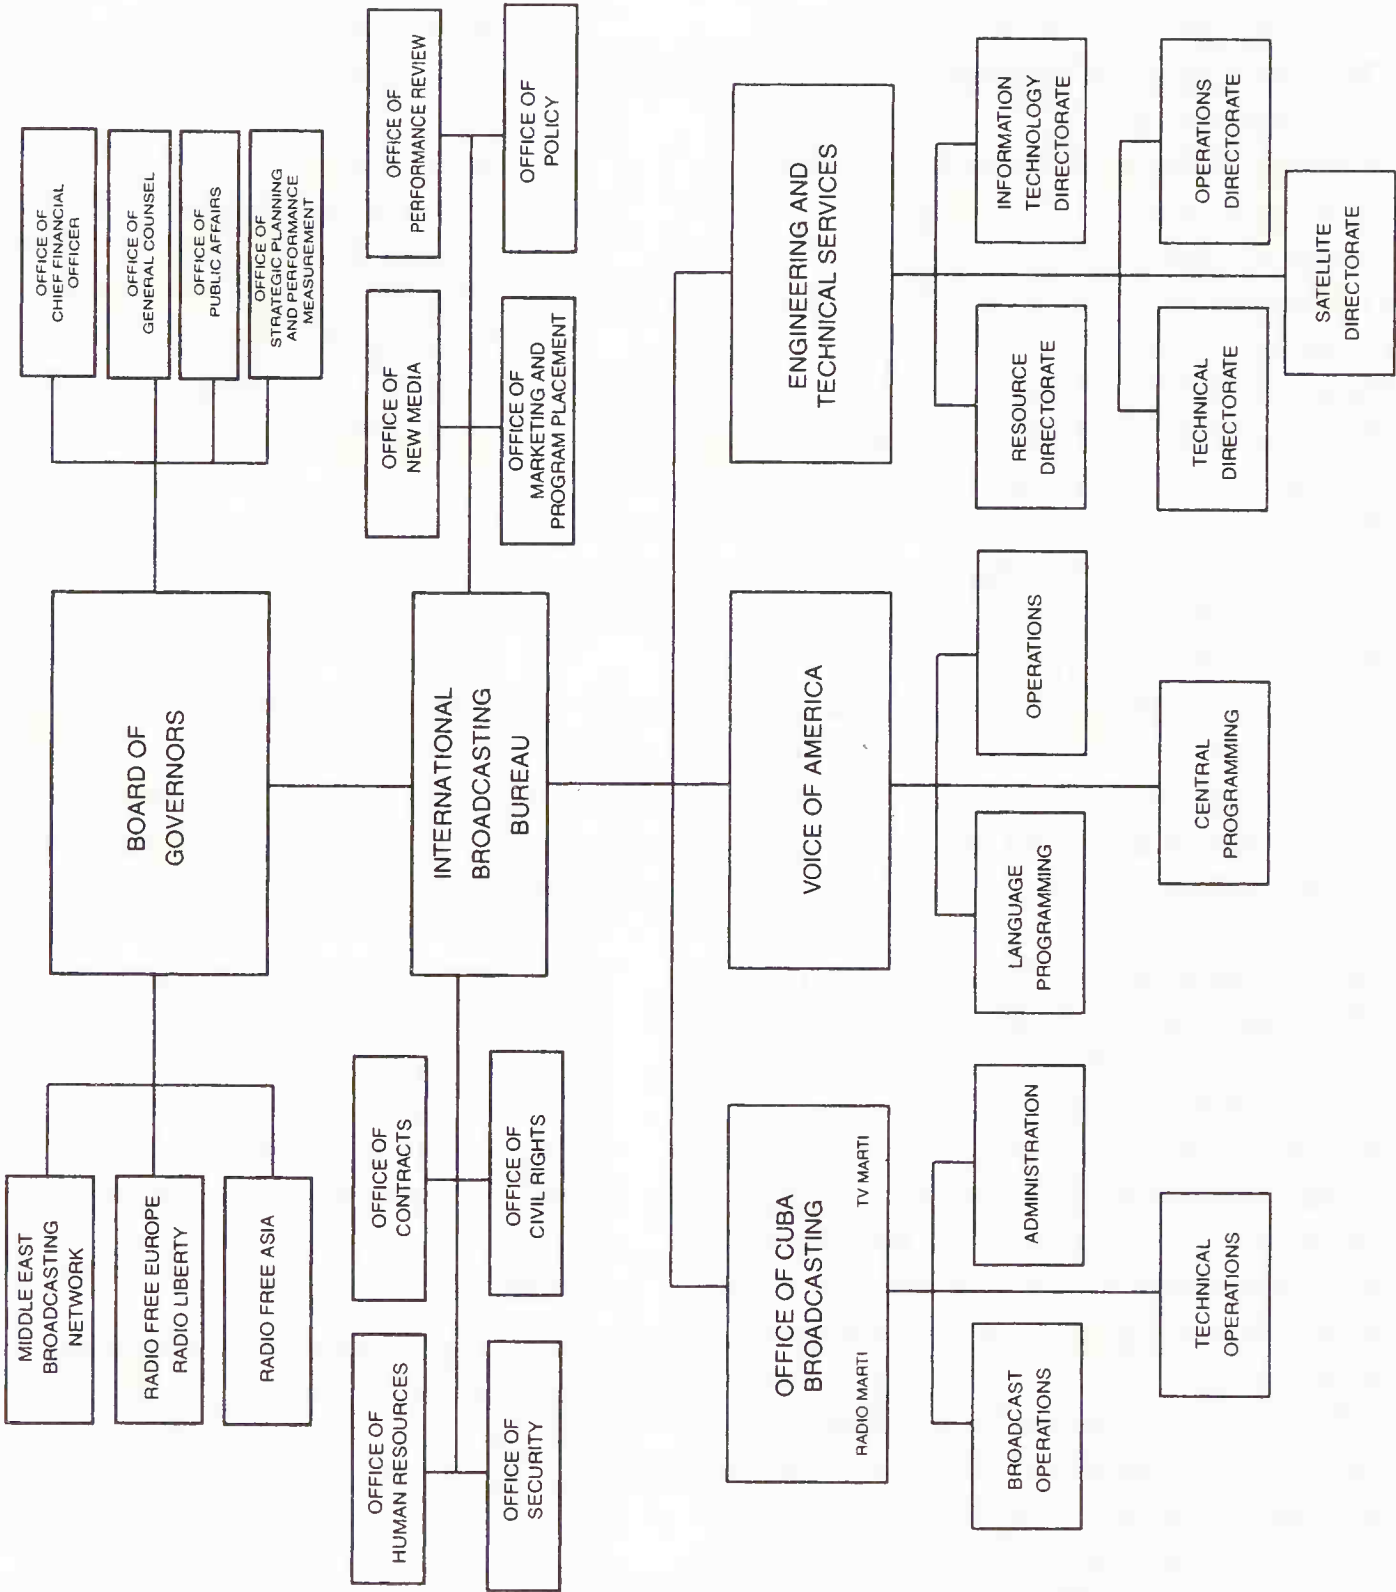 MIDDLE EAST
BROADCASTING
NETWORK
RADIO FREE EUROPE
RADIO LIBERTY
RADIO FREE ASIA
BOARD OF
GOVERNORS
OFFICE OF
CHIEF FINANCIAL
OFFICER
OFFICE OF
GENERAL COUNSEL
OFFICE OF
PUBLIC AFFAIRS
OFFICE OF
STRATEGIC PLANNING
AND PERFORMANCE
MEASUREMENT
OFFICE OF
HUMAN RESOURCES
OFFICE OF
CONTRACTS
OFFICE OF
SECURITY
OFFICE OF
CIVIL RIGHTS
INTERNATIONAL
BROADCASTING
BUREAU
OFFICE OF
NEW MEDIA
OFFICE OF
PERFORMANCE REVIEW
OFFICE OF
MARKETING AND
PROGRAM PLACEMENT
OFFICE OF
POLICY
OFFICE OF CUBA
BROADCASTING
RADIO MARTI TV MARTI
BROADCAST
OPERATIONS
ADMINISTRATION
TECHNICAL
OPERATIONS
VOICE OF AMERICA
LANGUAGE
PROGRAMMING
OPERATIONS
CENTRAL
PROGRAMMING
ENGINEERING AND
TECHNICAL SERVICES
RESOURCE
DIRECTORATE
INFORMATION
TECHNOLOGY
DIRECTORATE
TECHNICAL
DIRECTORATE
OPERATIONS
DIRECTORATE
SATELLITE
DIRECTORATE